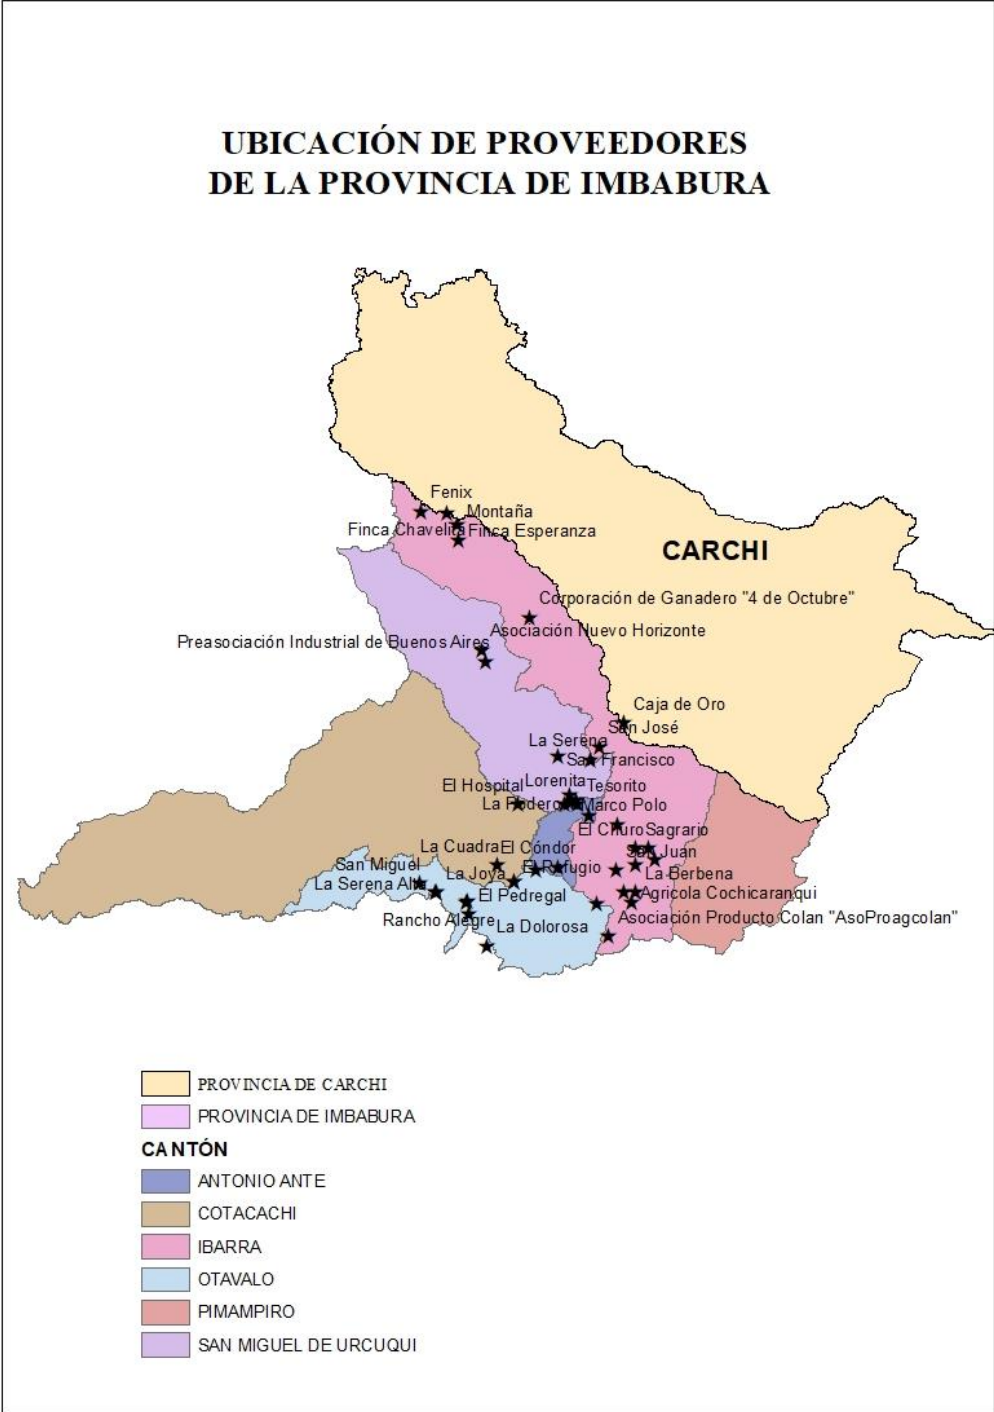 UBICACIÓN DE PROVEEDORES
DE LA PROVINCIA DE IMBABURA
Fenix
Montaña
Finca Chavelita
Finca Esperanza
CARCHI
Corporación de Ganadero "4 de Octubre"
Asociación Nuevo Horizonte
Preasociación Industrial de Buenos Aires
Caja de Oro
San José
La Serena
San Francisco
El Hospital
Lorenita
Tesorito
La
Marco Polo
El Churo
Sagrario
La Cuadra
El Cóndor
San Juan
San Miguel
La Joya
El Refugio
La Berbena
La Serena Alta
El Pedregal
Agricola Cochicaranqui
Rancho Alegre
La Dolorosa
Asociación Producto Colan "AsoProagcolan"
PROVINCIA DE CARCHI
PROVINCIA DE IMBABURA
CANTÓN
ANTONIO ANTE
COTACACHI
IBARRA
OTAVALO
PIMAMPIRO
SAN MIGUEL DE URCUQUI